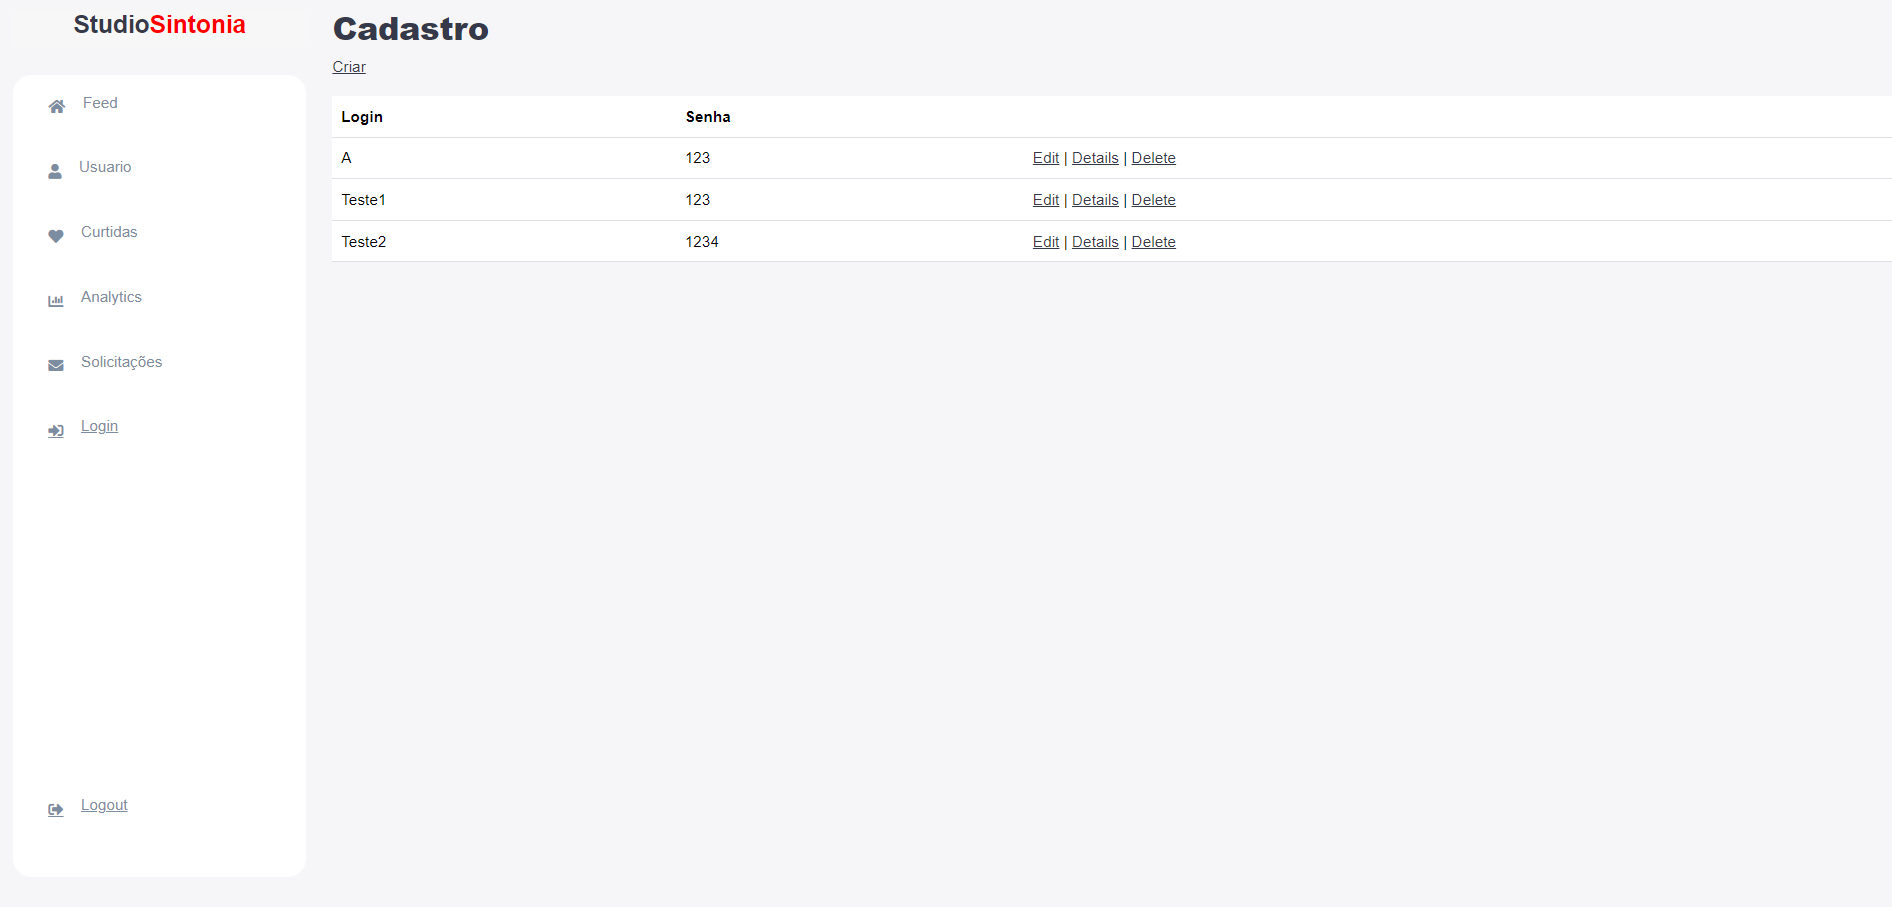 StudioSintonia
Feed
Usuario
Curtidas
Analytics
Solicitações
Login
Logout
Cadastro
Criar
Login Senha
A 123 Edit | Details | Delete
Teste1 123 Edit | Details | Delete
Teste2 1234 Edit | Details | Delete